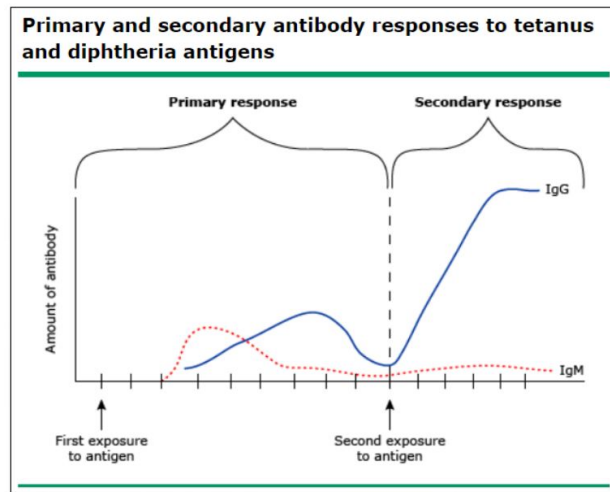 Primary and secondary antibody responses to tetanus
and diphtheria antigens
Primary response
Secondary response
IgG
Amount of antibody
IgM
First exposure
to antigen
Second exposure
to antigen